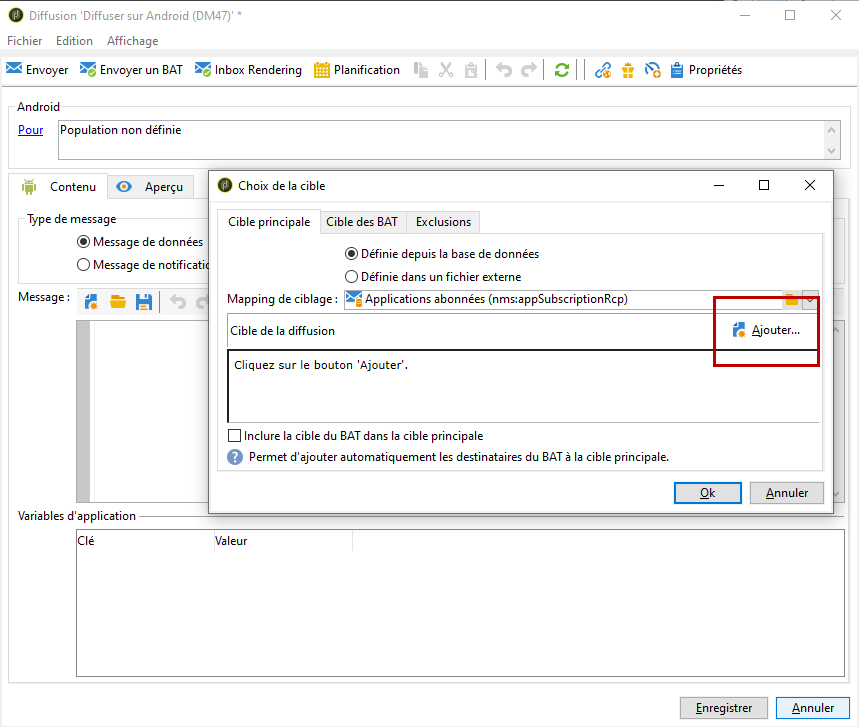 Diffusion 'Diffuser sur Android (DM47)' *
Fichier Edition Affichage
Envoyer Envoyer un BAT Inbox Rendering Planification Propriétés
Android
Pour Population non définie
Contenu Aperçu
Type de message
Message de données
Message de notificatio
Message :
Choix de la cible
Cible principale Cible des BAT Exclusions
Définie depuis la base de données
Définie dans un fichier externe
Mapping de ciblage : Applications abonnées (nms:appSubscriptionRcp)
Cible de la diffusion Ajouter...
Cliquez sur le bouton 'Ajouter'.
Inclure la cible du BAT dans la cible principale
? Permet d'ajouter automatiquement les destinataires du BAT à la cible principale.
Ok Annuler
Variables d'application
Clé Valeur
Enregistrer Annuler